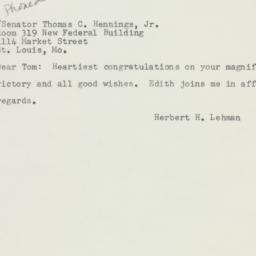 Phoned
Senator Thomas C. Hennings, Jr.
Room 319 New Federal Building
1114 Market Street
St. Louis, Mo.
Dear Tom: Heartiest congratulations on your magnif
victory and all good wishes. Edith joins me in aff
regards.
Herbert H. Lehman